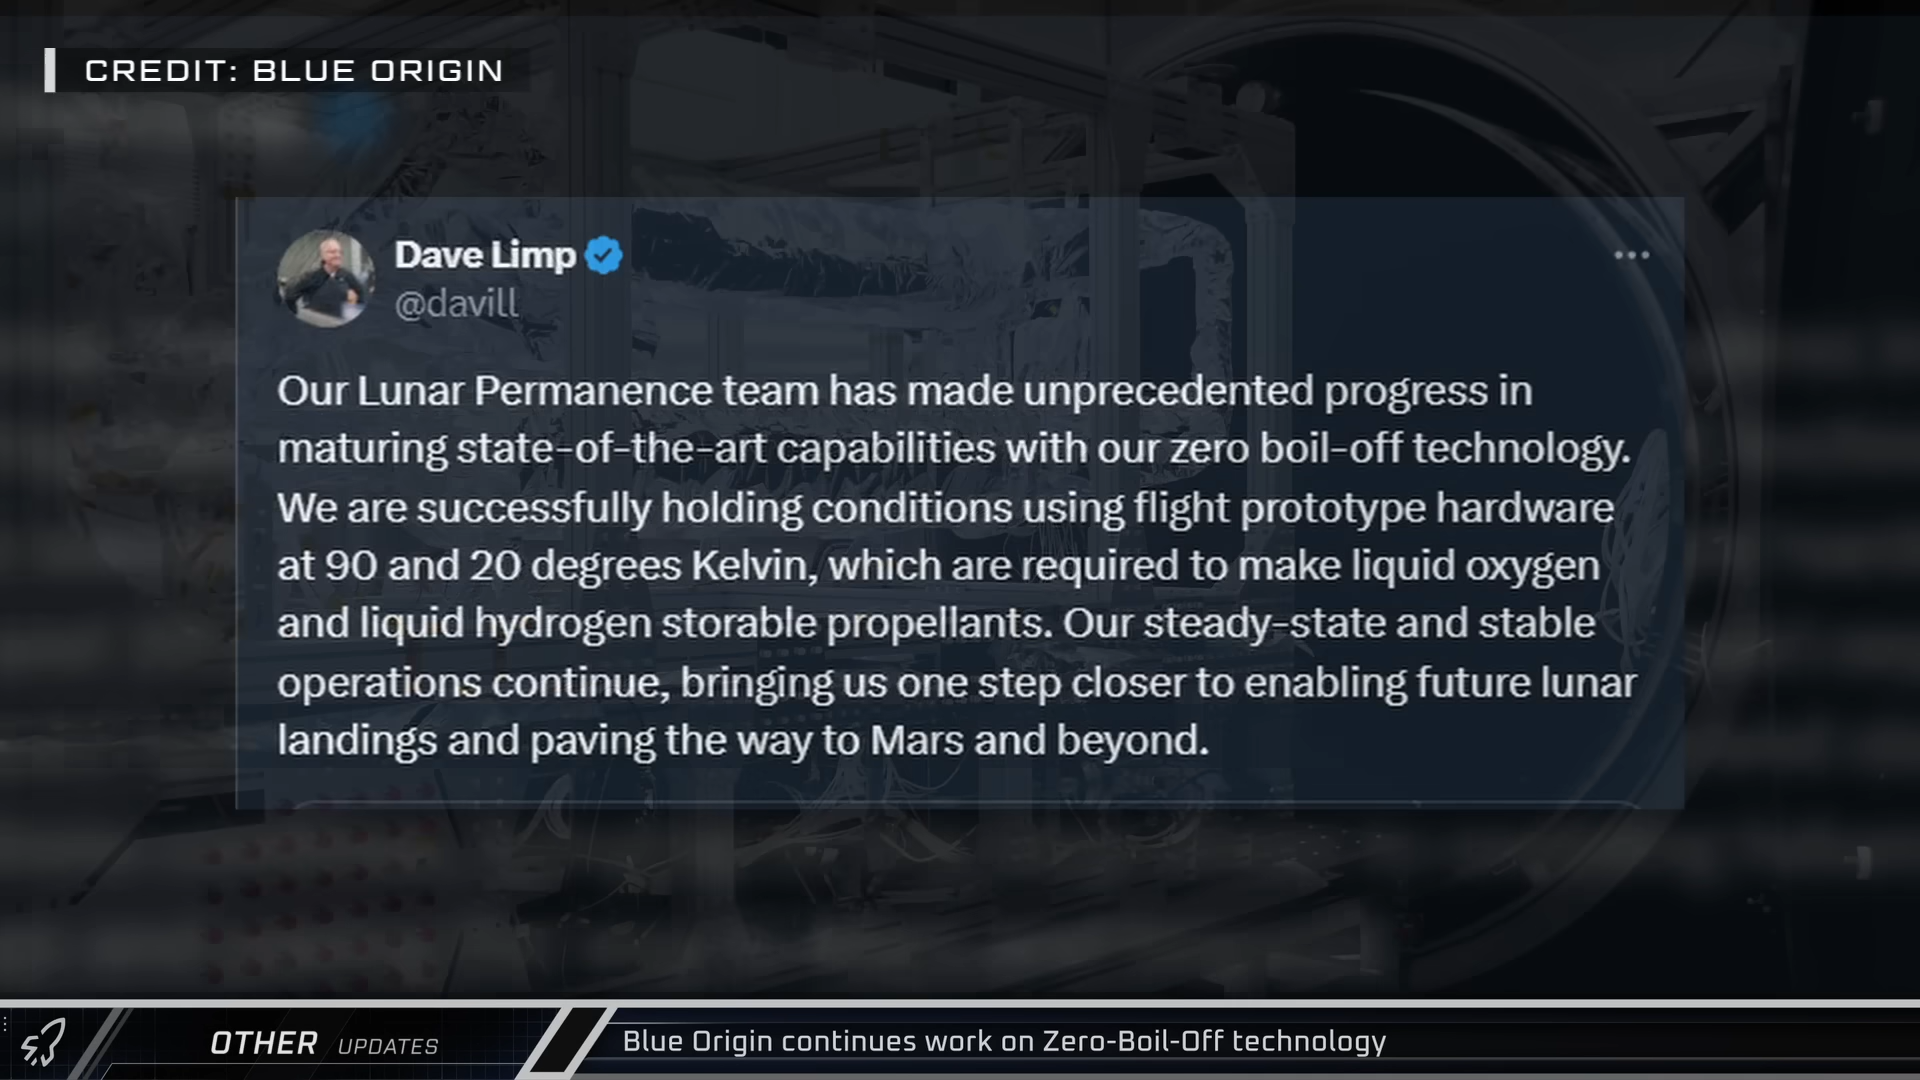 CREDIT: BLUE ORIGIN
Dave Limp
@davill
Our Lunar Permanence team has made unprecedented progress in
maturing state-of-the-art capabilities with our zero boil-off technology.
We are successfully holding conditions using flight prototype hardware
at 90 and 20 degrees Kelvin, which are required to make liquid oxygen
and liquid hydrogen storable propellants. Our steady-state and stable
operations continue, bringing us one step closer to enabling future lunar
landings and paving the way to Mars and beyond.
OTHER UPDATES
Blue Origin continues work on Zero-Boil-Off technology